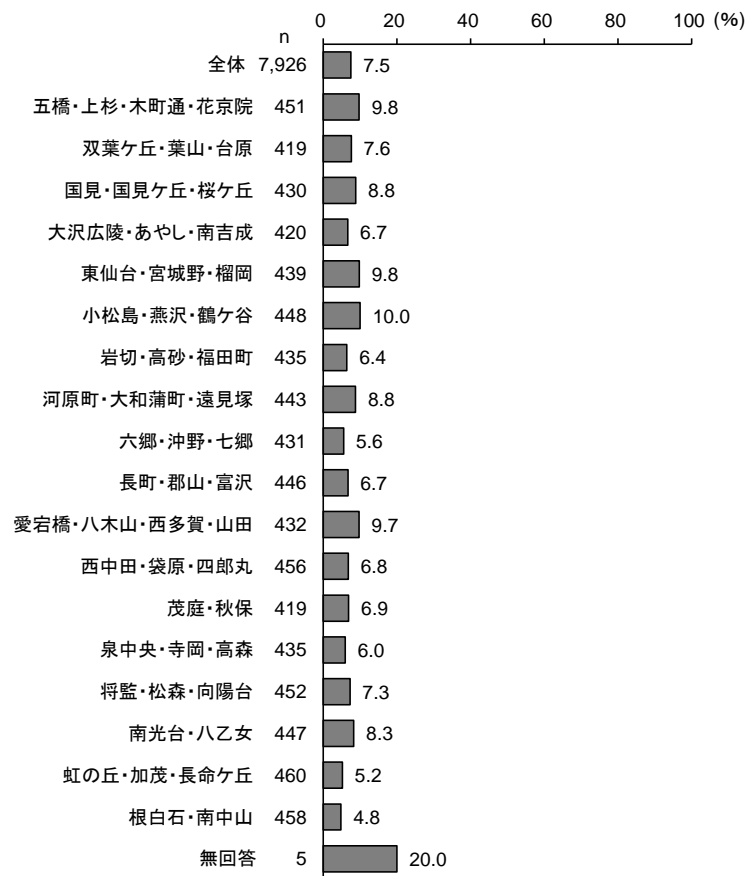 0 20 40 60 80 100 (%)
n
全体 7,926 7.5
五橋・上杉・木町通・花京院 451 9.8
双葉ケ丘・葉山・台原 419 7.6
国見・国見ケ丘・桜ケ丘 430 8.8
大沢広陵・あやし・南吉成 420 6.7
東仙台・宮城野・榴岡 439 9.8
小松島・燕沢・鶴ケ谷 448 10.0
岩切・高砂・福田町 435 6.4
河原町・大和蒲町・遠見塚 443 8.8
六郷・沖野・七郷 431 5.6
長町・郡山・富沢 446 6.7
愛宕橋・八木山・西多賀・山田 432 9.7
西中田・袋原・四郎丸 456 6.8
茂庭・秋保 419 6.9
泉中央・寺岡・高森 435 6.0
将監・松森・向陽台 452 7.3
南光台・八乙女 447 8.3
虹の丘・加茂・長命ケ丘 460 5.2
根白石・南中山 458 4.8
無回答 5 20.0